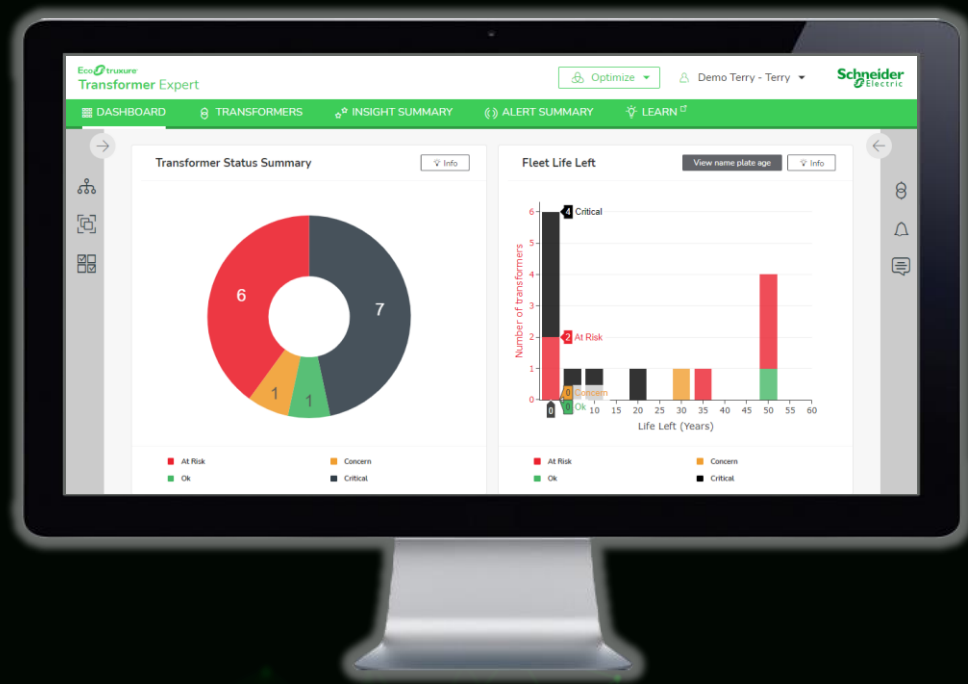 EcoStruxure
Transformer Expert
Optimize
Demo Terry - Terry
Schneider
Electric
DASHBOARD
TRANSFORMERS
INSIGHT SUMMARY
ALERT SUMMARY
LEARN
Transformer Status Summary
Info
6
7
1
1
At Risk
Concern
Ok
Critical
Fleet Life Left
View name plate age
Info
Number of transformers
6
5
4
3
2
1
0
4 Critical
2 At Risk
0 Concern
0 Ok
0
10
15
20
25
30
35
40
45
50
55
60
Life Left (Years)
At Risk
Concern
Ok
Critical